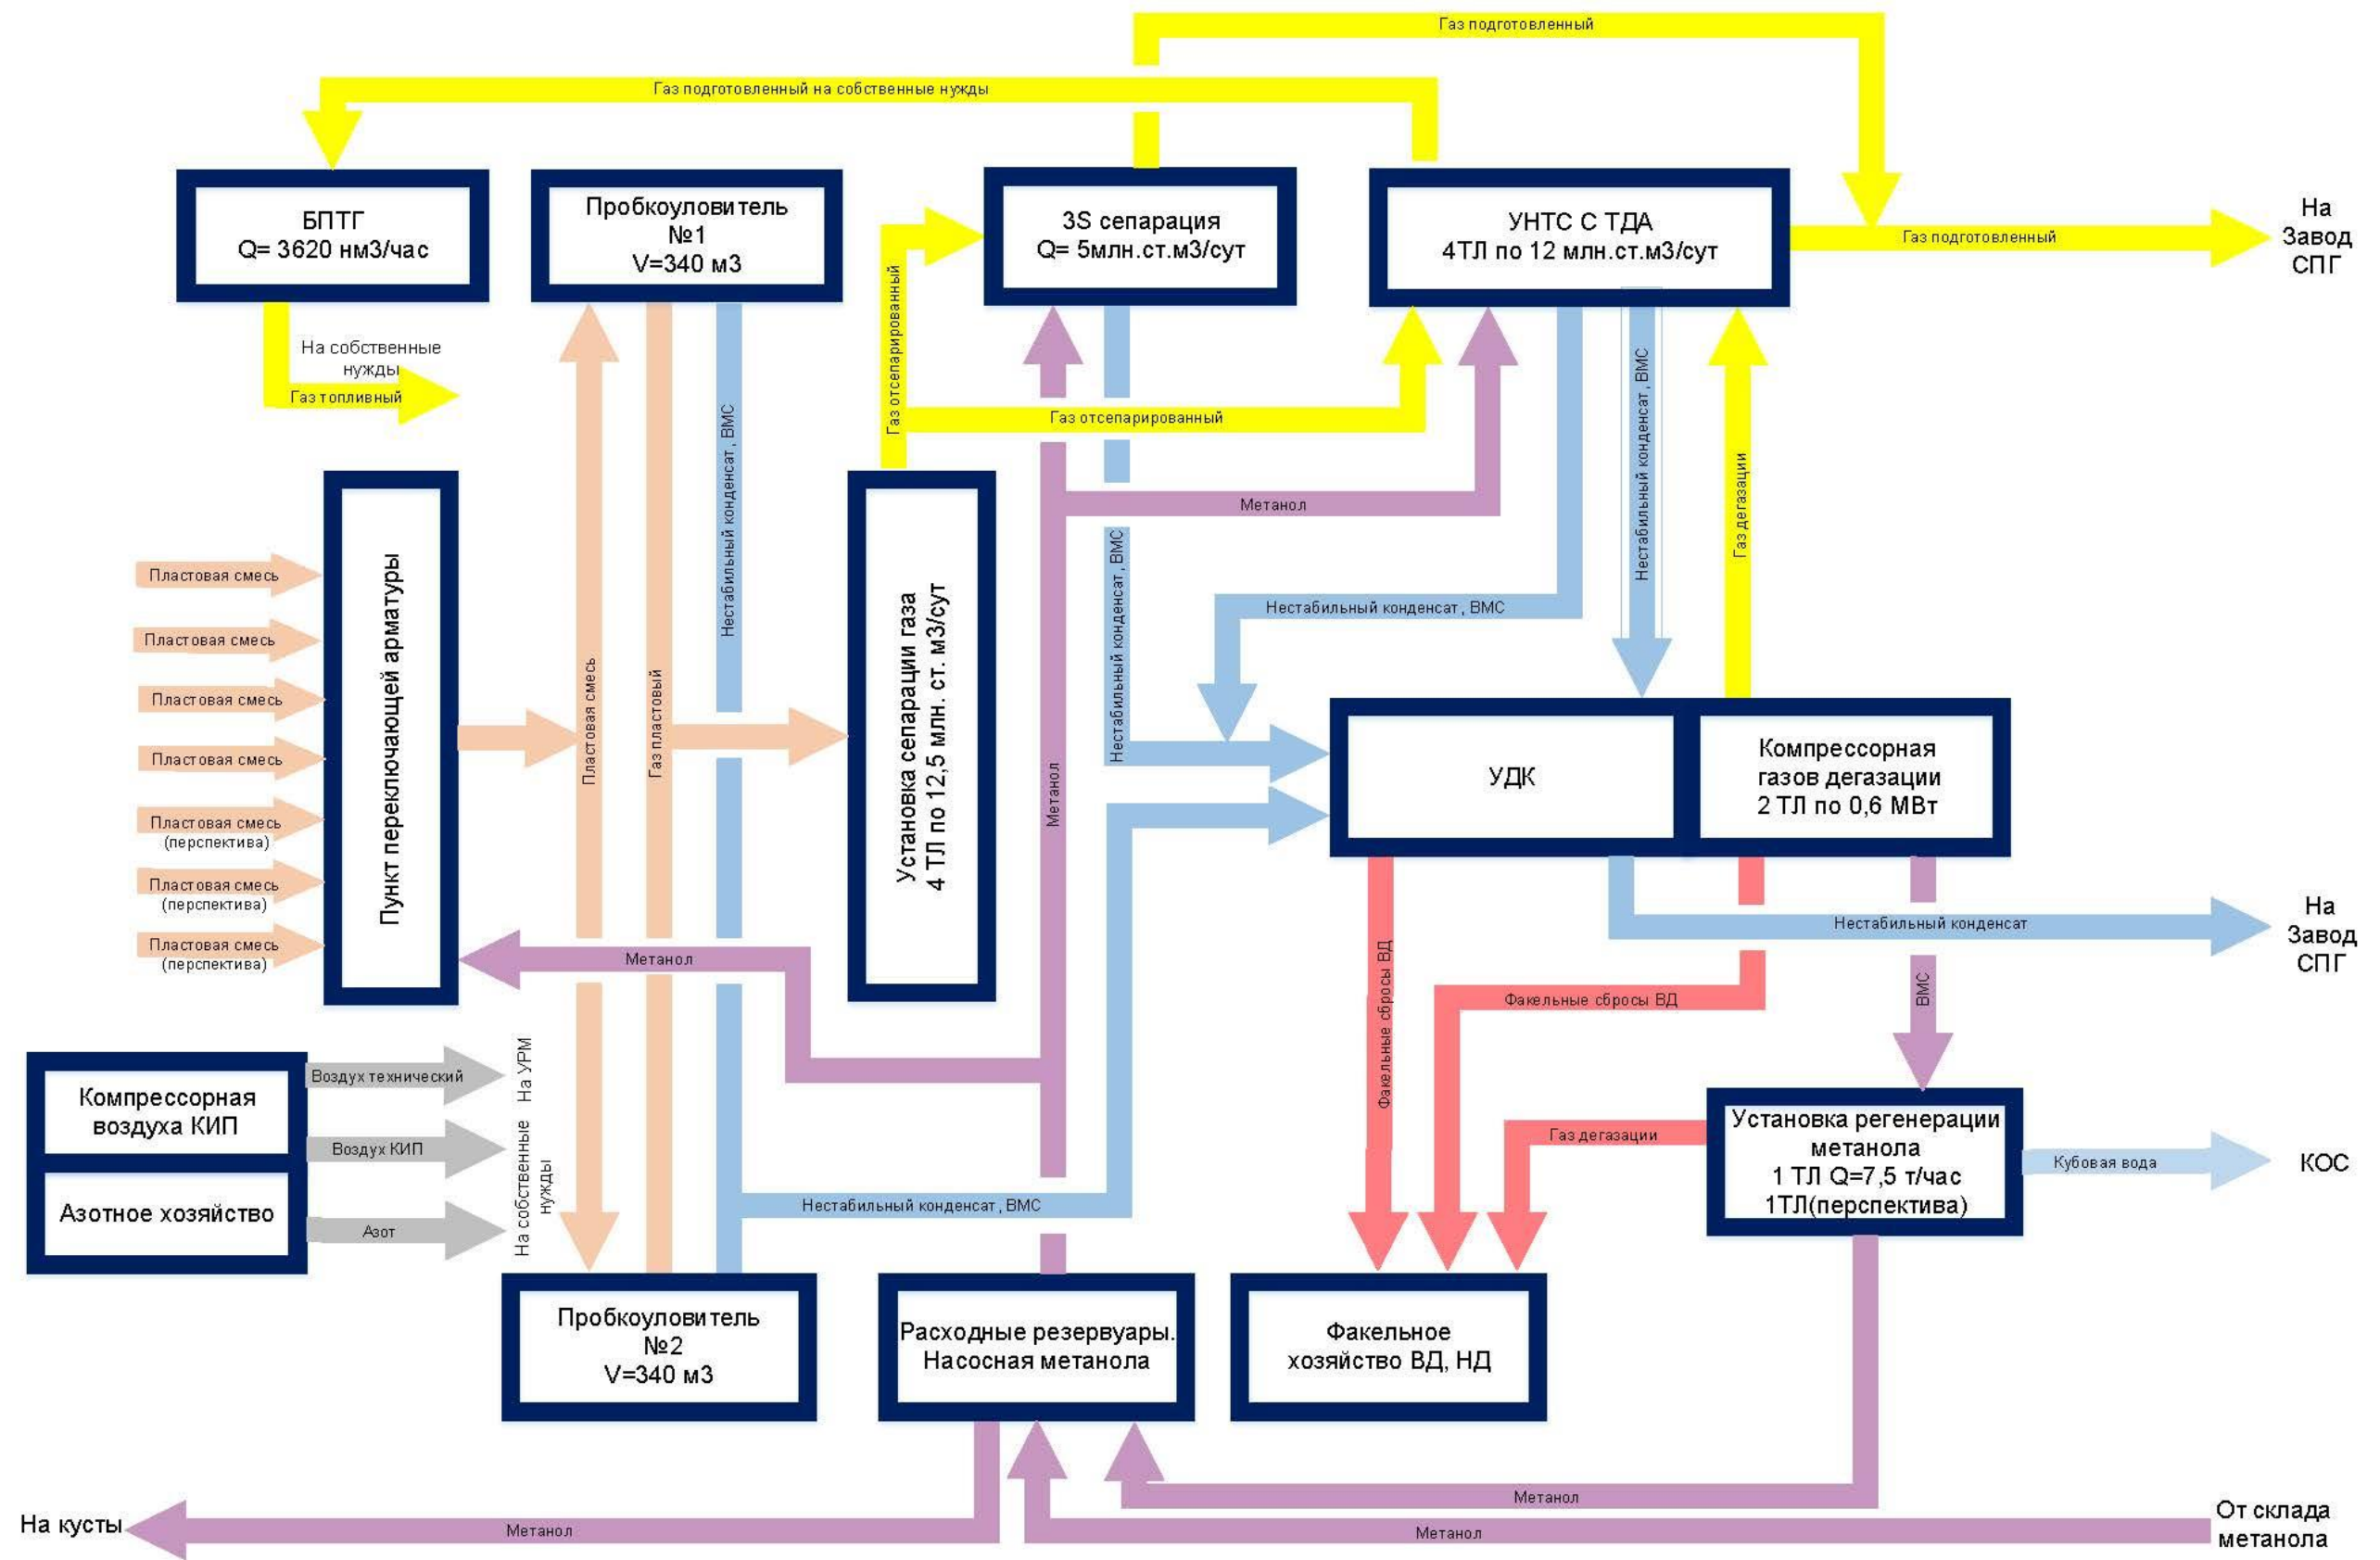 Газ подготовленный
Газ подготовленный на собственные нужды
БПТГ
Q= 3620 нм3/час
Пробкоуловитель
№1
V=340 м3
3S сепарация
Q= 5млн.ст.м3/сут
УНТС С ТДА
4ТЛ по 12 млн.ст.м3/сут
Газ подготовленный
На
Завод
СПГ
На собственные
нужды
Газ топливный
Нестабильный конденсат, ВМС
Газ отсепарированный
Газ отсепарированный
Метанол
Нестабильный конденсат, ВМС
Нестабильный конденсат, ВМС
Нестабильный конденсат, ВМС
Газ дегазации
Пластовая смесь
Пластовая смесь
Пластовая смесь
Пластовая смесь
Пластовая смесь
(перспектива)
Пластовая смесь
(перспектива)
Пластовая смесь
(перспектива)
Пункт переключающей арматуры
Пластовая смесь
Газ пластовый
Установка сепарации газа
4 ТЛ по 12,5 млн. ст. м3/сут
Метанол
УДК
Компрессорная
газов дегазации
2 ТЛ по 0,6 МВт
Метанол
Факельные сбросы ВД
Факельные сбросы ВД
Нестабильный конденсат
На
Завод
СПГ
ВМС
Компрессорная
воздуха КИП
Азотное хозяйство
Воздух технический
На УРМ
Воздух КИП
Азот
На собственные
нужды
Нестабильный конденсат, ВМС
Газ дегазации
Установка регенерации
метанола
1 ТЛ Q=7,5 т/час
1ТЛ(перспектива)
Кубовая вода
КОС
Пробкоуловитель
№2
V=340 м3
Расходные резервуары.
Насосная метанола
Факельное
хозяйство ВД, НД
Метанол
На кусты
Метанол
Метанол
От склада
метанола